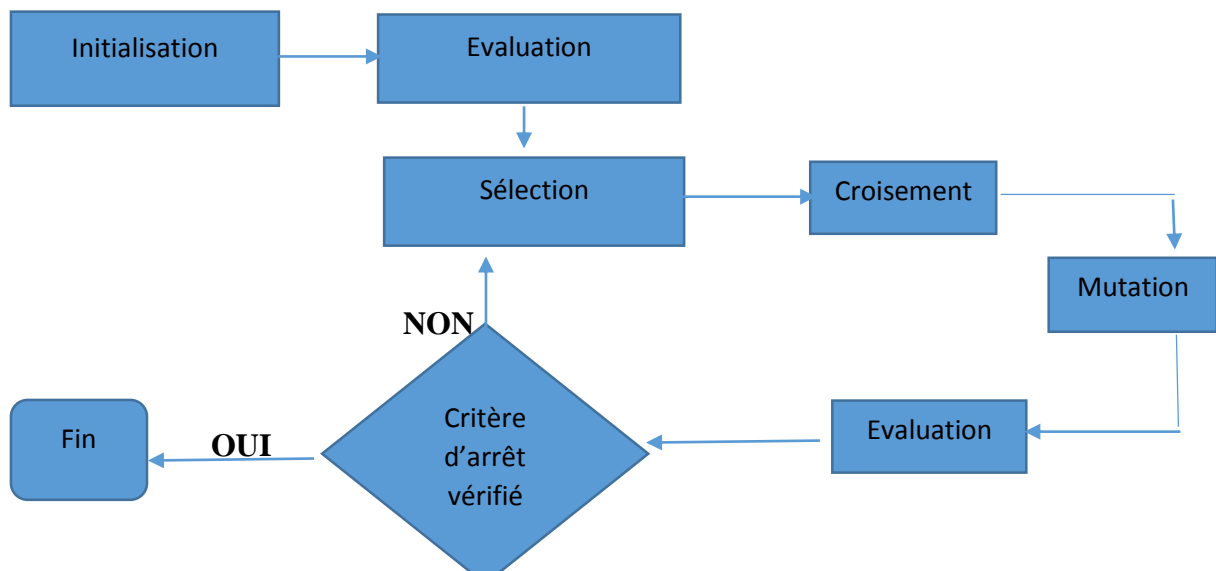 Initialisation
Evaluation
Sélection
Croisement
Mutation
NON
Critère
d’arrêt
vérifié
Evaluation
OUI
Fin